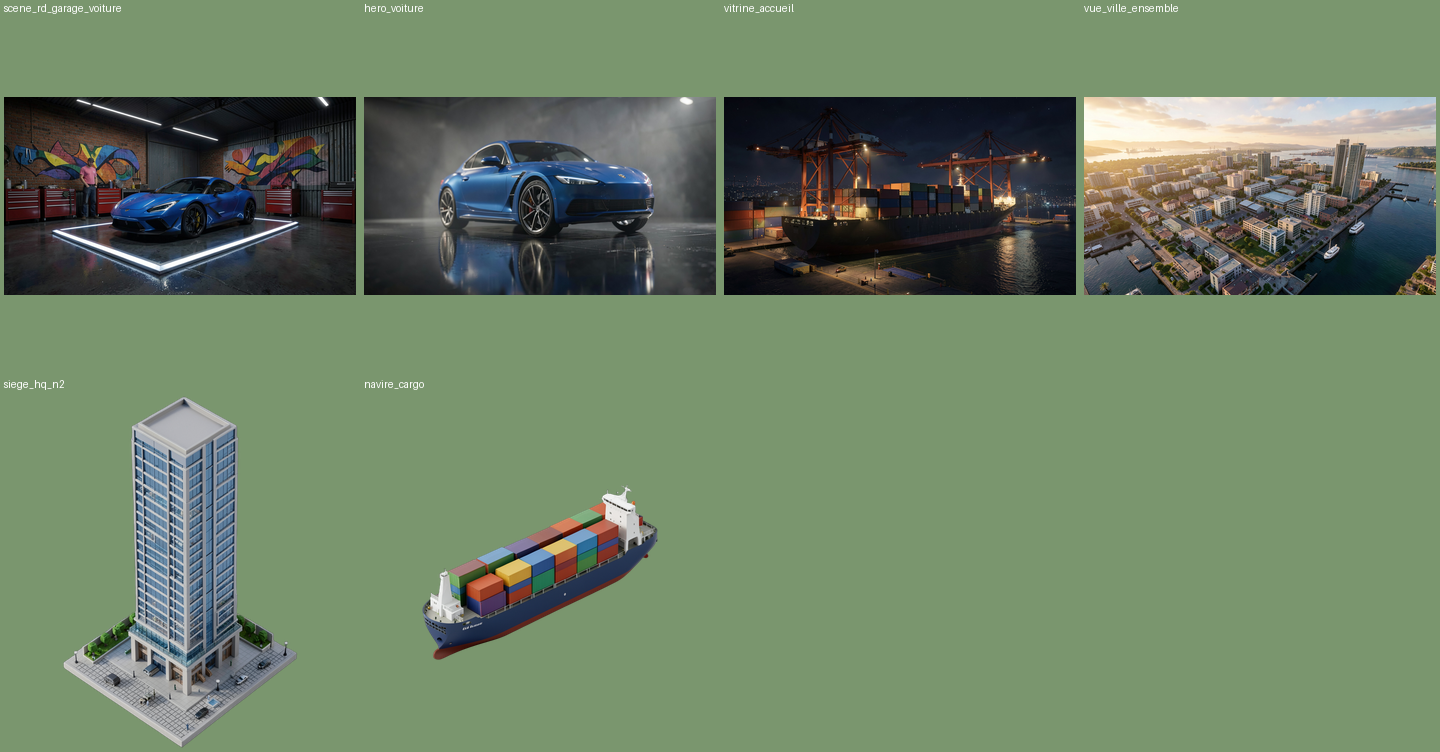 scene_rd_garage_voiture
hero_voiture
vitrine_accueil
vue_ville_ensemble
siege_hq_n2
navire_cargo